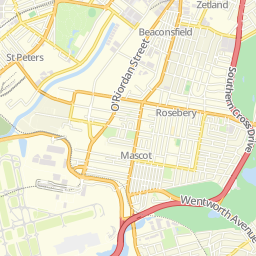 Zetland
Beaconsfield
St Peters
O'Riordan Street
Southern Cross Drive
Rosebery
Mascot
Wentworth Avenue